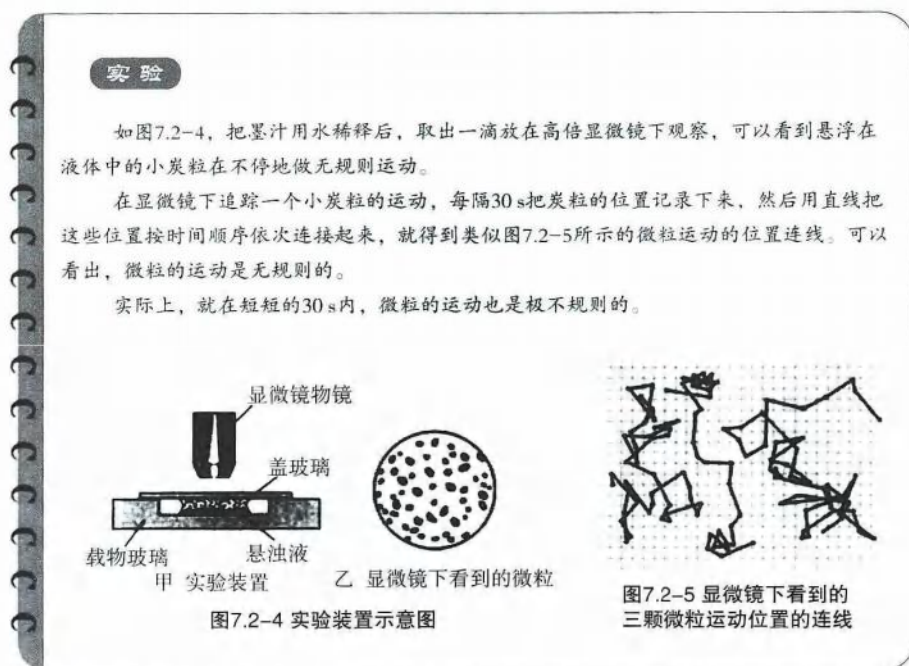 实验
如图7.2-4，把墨汁用水稀释后，取出一滴放在高倍显微镜下观察，可以看到悬浮在
液体中的小炭粒在不停地做无规则运动。
在显微镜下追踪一个小炭粒的运动，每隔30 s把炭粒的位置记录下来，然后用直线把
这些位置按时间顺序依次连接起来，就得到类似图7.2-5所示的微粒运动的位置连线。可以
看出，微粒的运动是无规则的。
实际上，就在短短的30 s内，微粒的运动也是极不规则的。
显微镜物镜
盖玻璃
载物玻璃
悬浊液
甲 实验装置
乙 显微镜下看到的微粒
图7.2-4 实验装置示意图
图7.2-5 显微镜下看到的
三颗微粒运动位置的连线